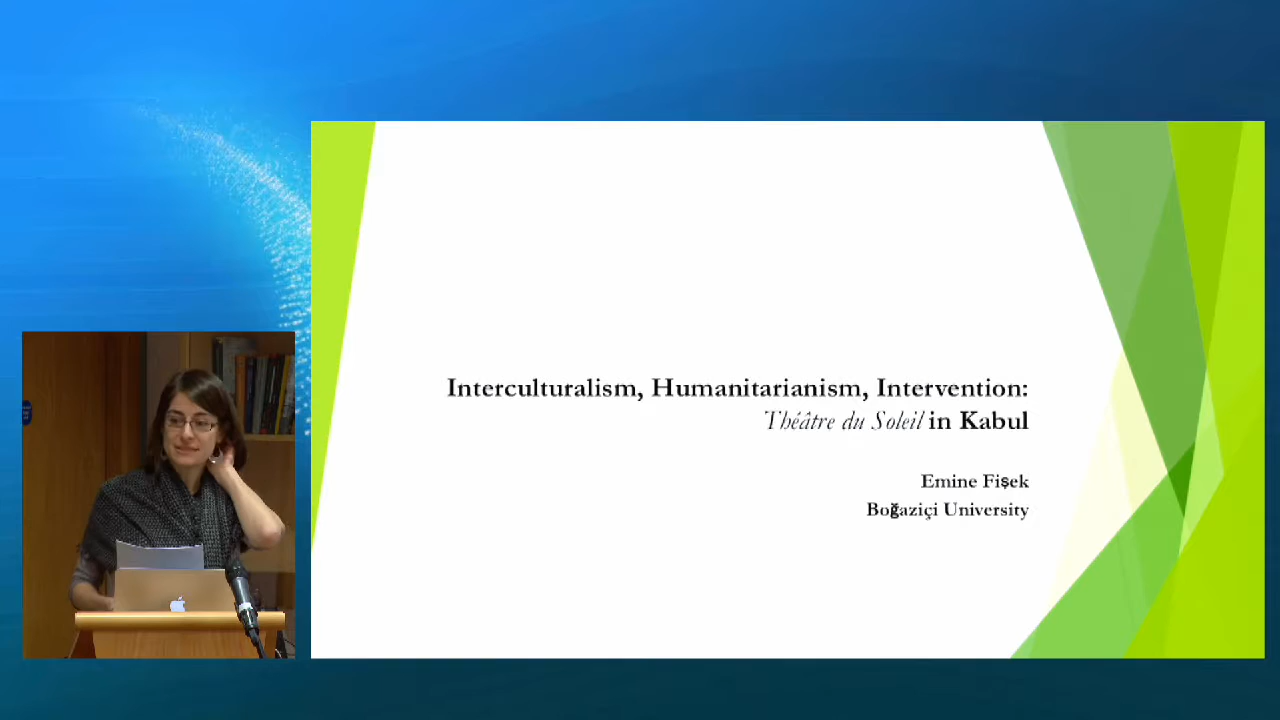 Interculturalism, Humanitarianism, Intervention:
Théâtre du Soleil in Kabul
Emine Fişek
Boğaziçi University